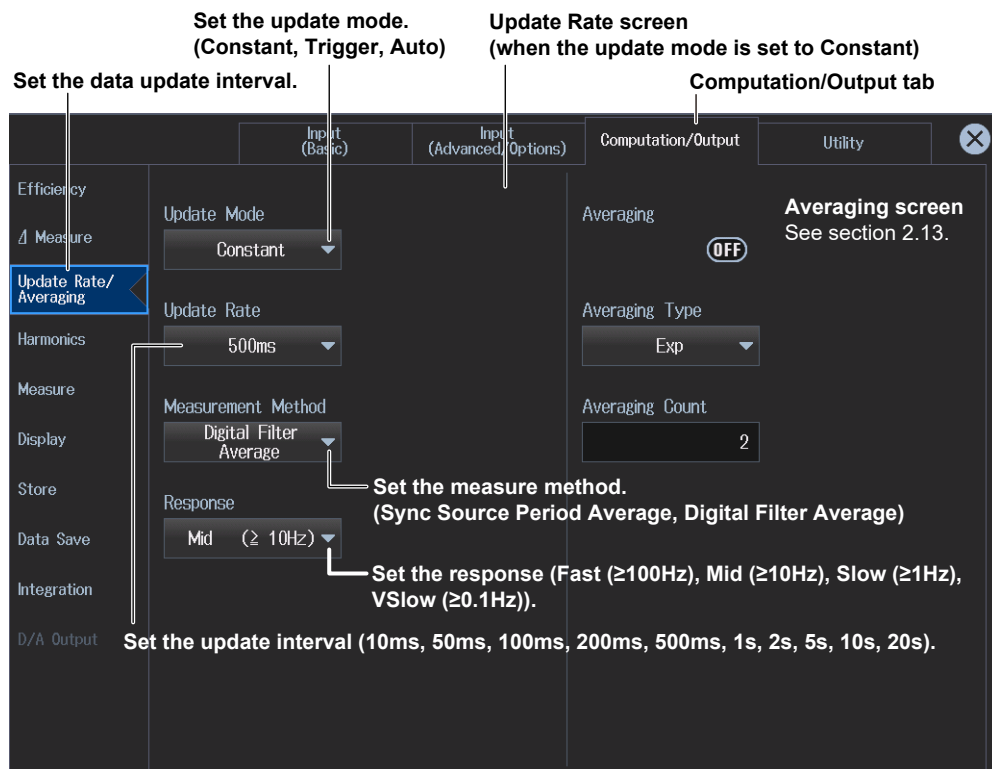 Set the update mode.
(Constant, Trigger, Auto)
Update Rate screen
(when the update mode is set to Constant)
Set the data update interval.
Computation/Output tab
Input
(Basic)
Input
(Advanced/Options)
Computation/Output
Utility
Efficiency
Δ Measure
Update Rate/
Averaging
Harmonics
Measure
Display
Store
Data Save
Integration
D/A Output
Update Mode
Constant
Update Rate
500ms
Measurement Method
Digital Filter
Average
Set the measure method.
(Sync Source Period Average, Digital Filter Average)
Response
Mid (≧ 10Hz)
Set the response (Fast (≥100Hz), Mid (≥10Hz), Slow (≥1Hz),
VSlow (≥0.1Hz)).
Set the update interval (10ms, 50ms, 100ms, 200ms, 500ms, 1s, 2s, 5s, 10s, 20s).
Averaging
OFF
Averaging screen
See section 2.13.
Averaging Type
Exp
Averaging Count
2